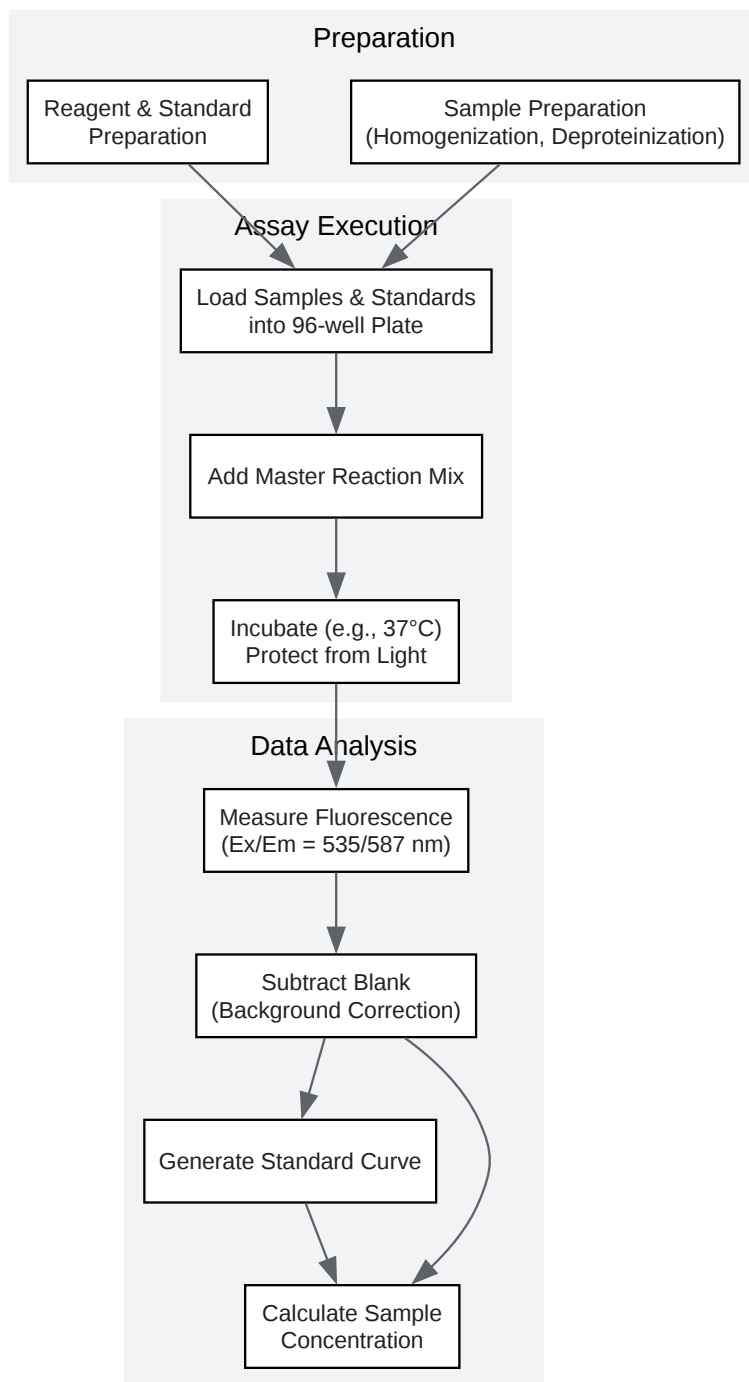 Preparation
Reagent & Standard
Preparation
Sample Preparation
(Homogenization, Deproteinization)
Assay Execution
Load Samples & Standards
into 96-well Plate
Add Master Reaction Mix
Incubate (e.g., 37°C)
Protect from Light
Data Analysis
Measure Fluorescence
(Ex/Em = 535/587 nm)
Subtract Blank
(Background Correction)
Generate Standard Curve
Calculate Sample
Concentration